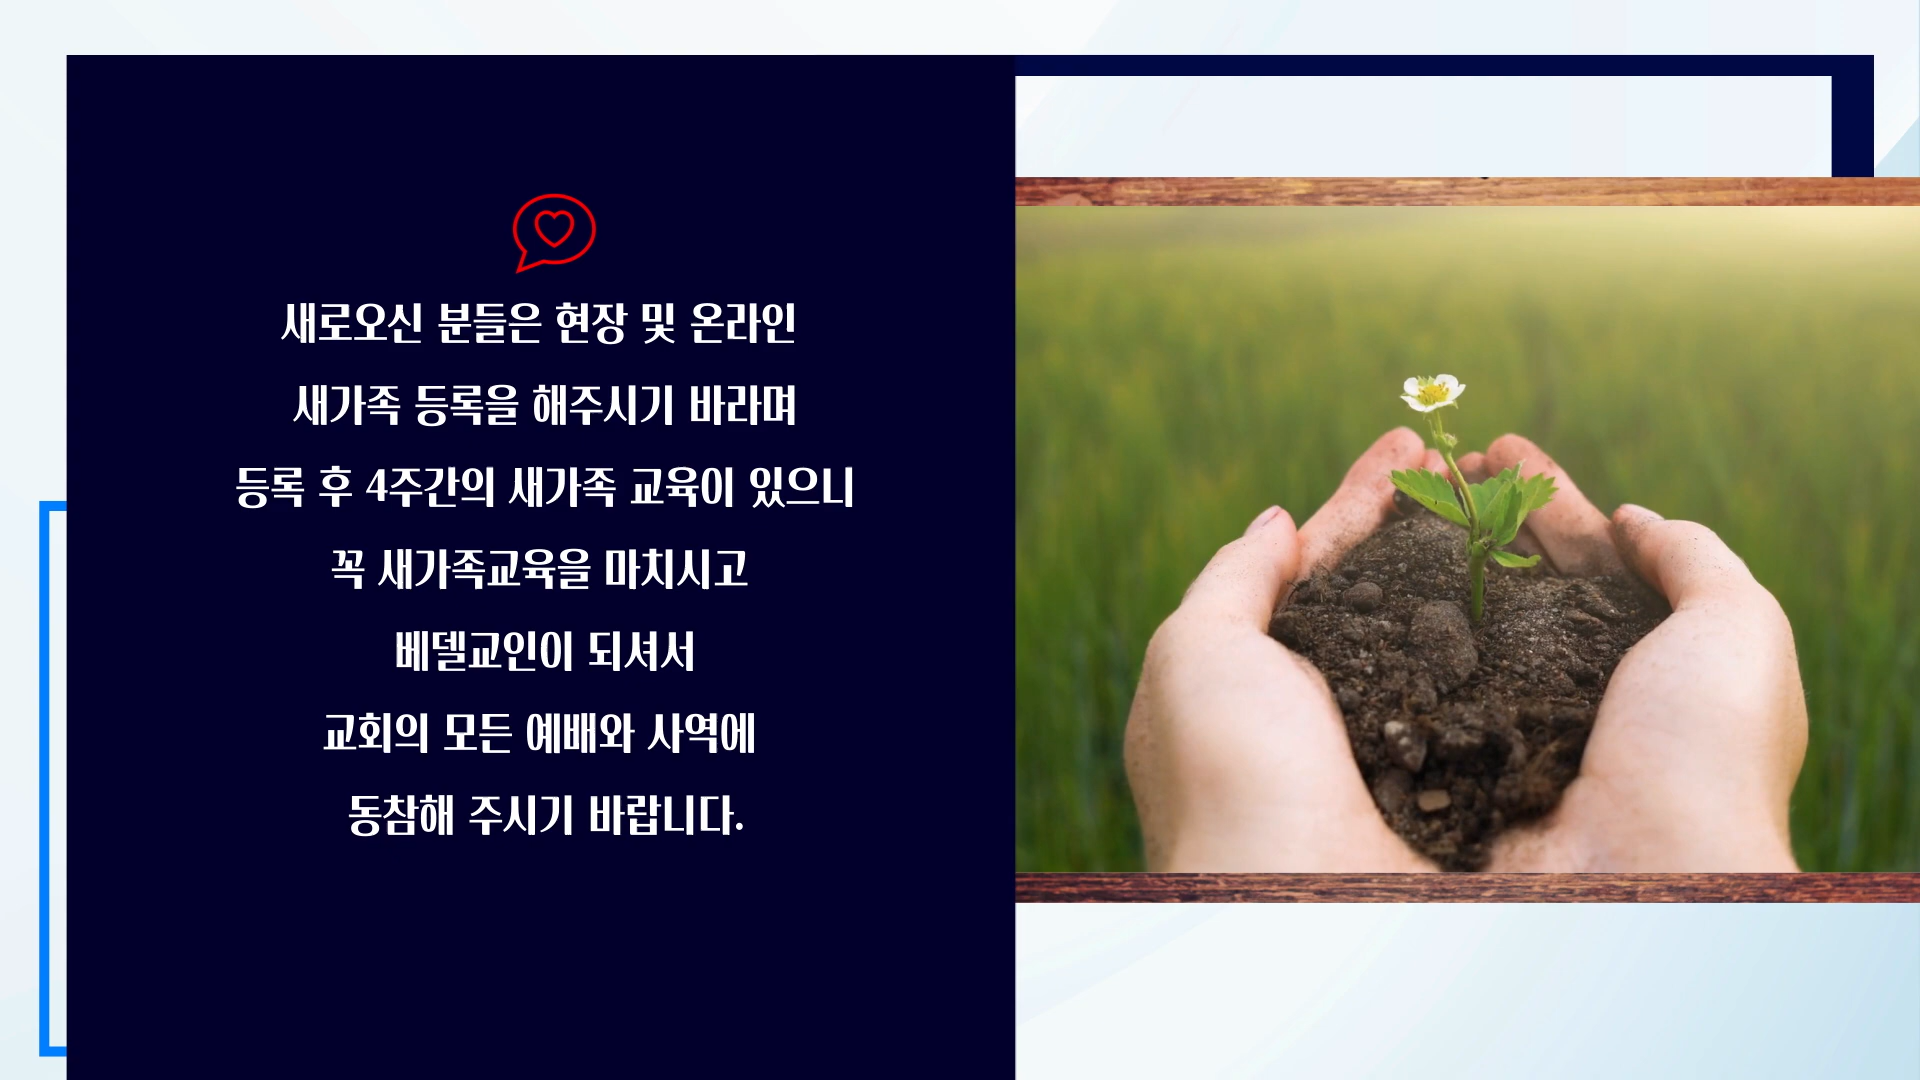 새로오신 분들은 현장 및 온라인
새가족 등록을 해주시기 바라며
등록 후 4주간의 새가족 교육이 있으니
꼭 새가족교육을 마치시고
베델교인이 되셔서
교회의 모든 예배와 사역에
동참해 주시기 바랍니다.